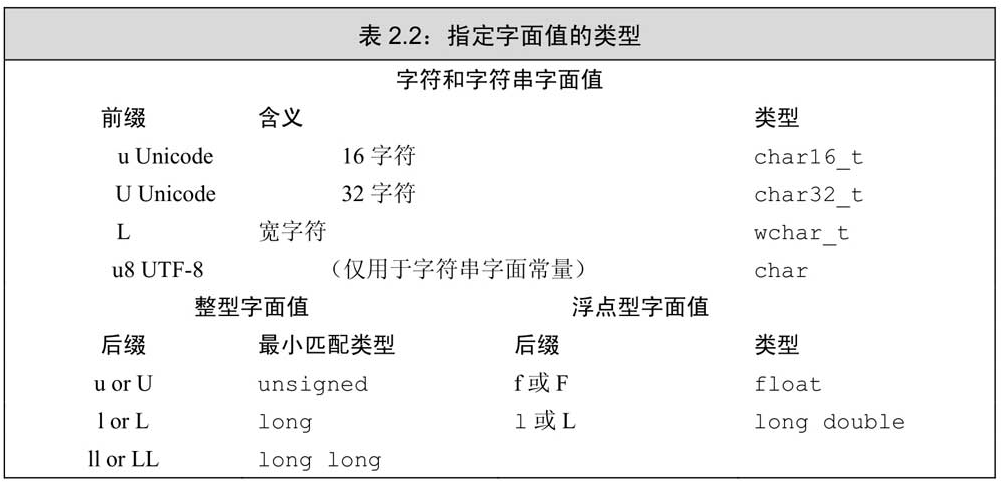 表 2.2：指定字面值的类型
字符和字符串字面值
前缀 含义 类型
u Unicode 16 字符 char16_t
U Unicode 32 字符 char32_t
L 宽字符 wchar_t
u8 UTF-8 （仅用于字符串字面常量） char
整型字面值 浮点型字面值
后缀 最小匹配类型 后缀 类型
u or U unsigned f 或 F float
l or L long l 或 L long double
ll or LL long long